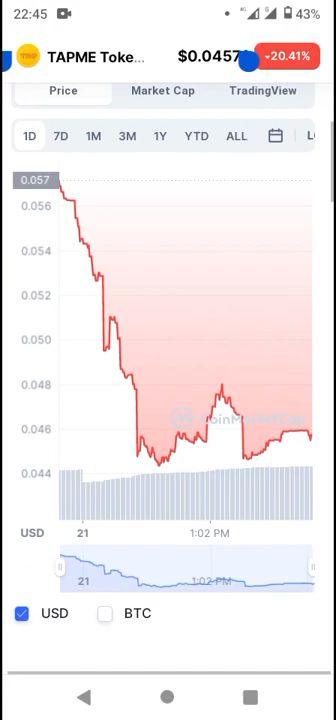 22:45 4G 43%
TAPME Toke... $0.0457 20.41%
Price Market Cap TradingView
1D 7D 1M 3M 1Y YTD ALL
0.057
0.056
0.054
0.052
0.050
0.048
0.046
0.044
CoinMarketCap
USD 21 1:02 PM
21 1:02 PM
USD BTC